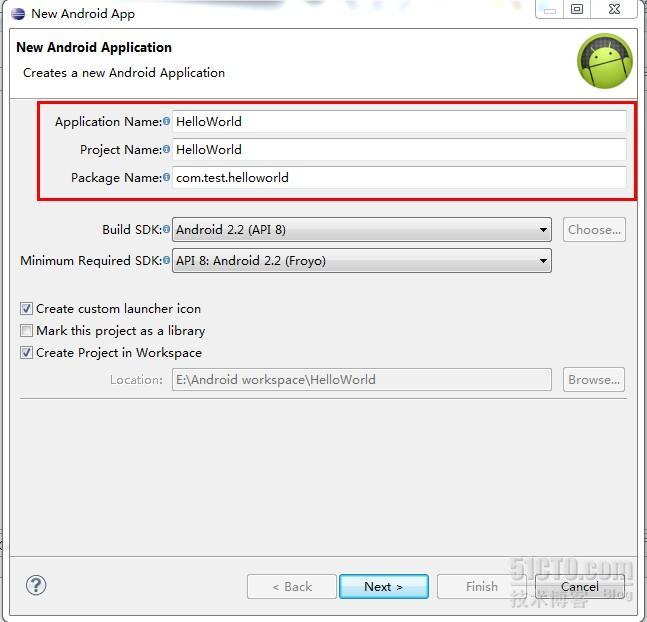 New Android App
New Android Application
Creates a new Android Application
Application Name: HelloWorld
Project Name: HelloWorld
Package Name: com.test.helloworld
Build SDK: Android 2.2 (API 8) Choose...
Minimum Required SDK: API 8: Android 2.2 (Froyo)
Create custom launcher icon
Mark this project as a library
Create Project in Workspace
Location: E:\Android workspace\HelloWorld Browse...
? < Back Next > Finish Cancel
51CTO.com
技术博客 Blog